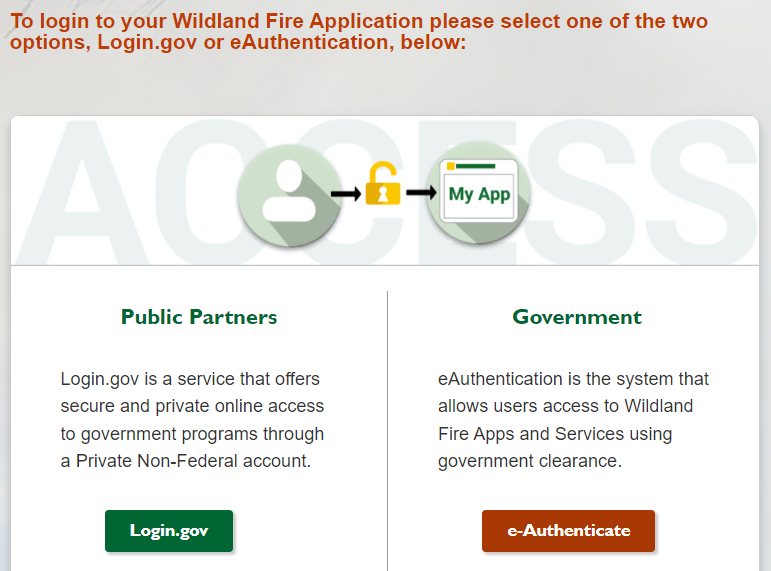 To login to your Wildland Fire Application please select one of the two
options, Login.gov or eAuthentication, below:
ACCESS
My App
Public Partners
Login.gov is a service that offers
secure and private online access
to government programs through
a Private Non-Federal account.
Login.gov
Government
eAuthentication is the system that
allows users access to Wildland
Fire Apps and Services using
government clearance.
e-Authenticate